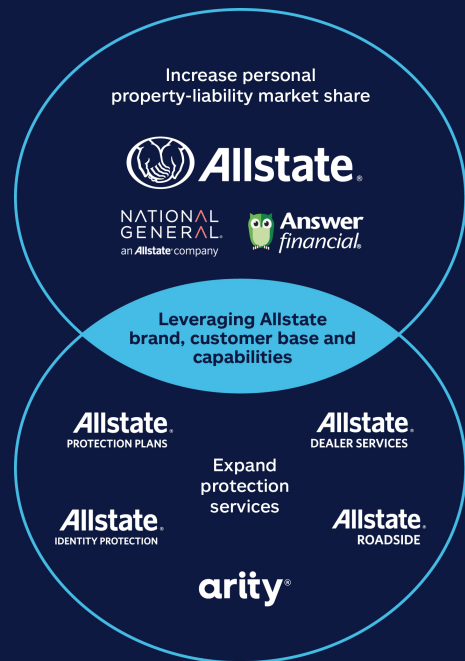 Increase personal
property-liability market share
Allstate®
NATIONAL
GENERAL®
an Allstate® company
Answer
financial®
Leveraging Allstate
brand, customer base and
capabilities
Allstate®
PROTECTION PLANS
Allstate®
DEALER SERVICES
Expand
protection
services
Allstate®
IDENTITY PROTECTION
Allstate®
ROADSIDE
arity®